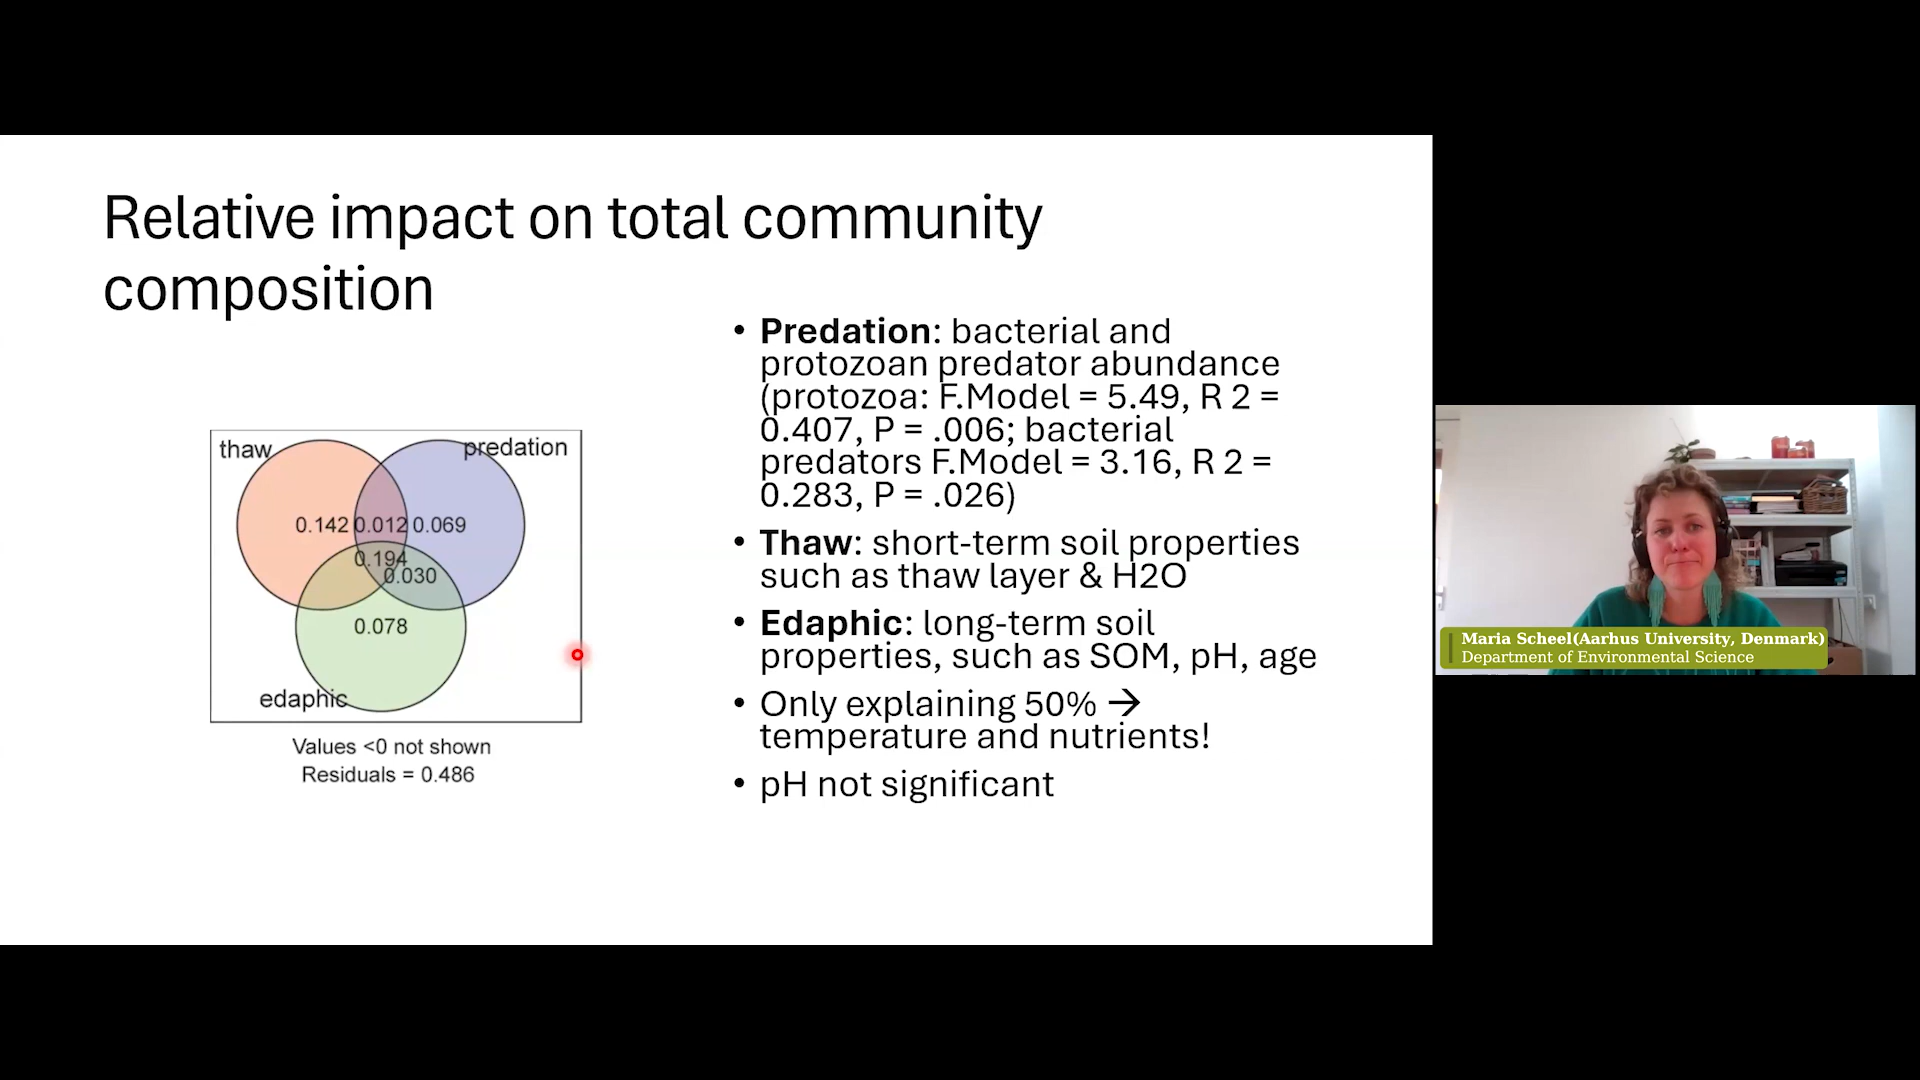 Relative impact on total community
composition
thaw
predation
0.142 0.012 0.069
0.194
0.030
0.078
edaphic
Values <0 not shown
Residuals = 0.486
• Predation: bacterial and
protozoan predator abundance
(protozoa: F.Model = 5.49, R 2 =
0.407, P = .006; bacterial
predators F.Model = 3.16, R 2 =
0.283, P = .026)
• Thaw: short-term soil properties
such as thaw layer & H2O
• Edaphic: long-term soil
properties, such as SOM, pH, age
• Only explaining 50% →
temperature and nutrients!
• pH not significant
Maria Scheel(Aarhus University, Denmark)
Department of Environmental Science